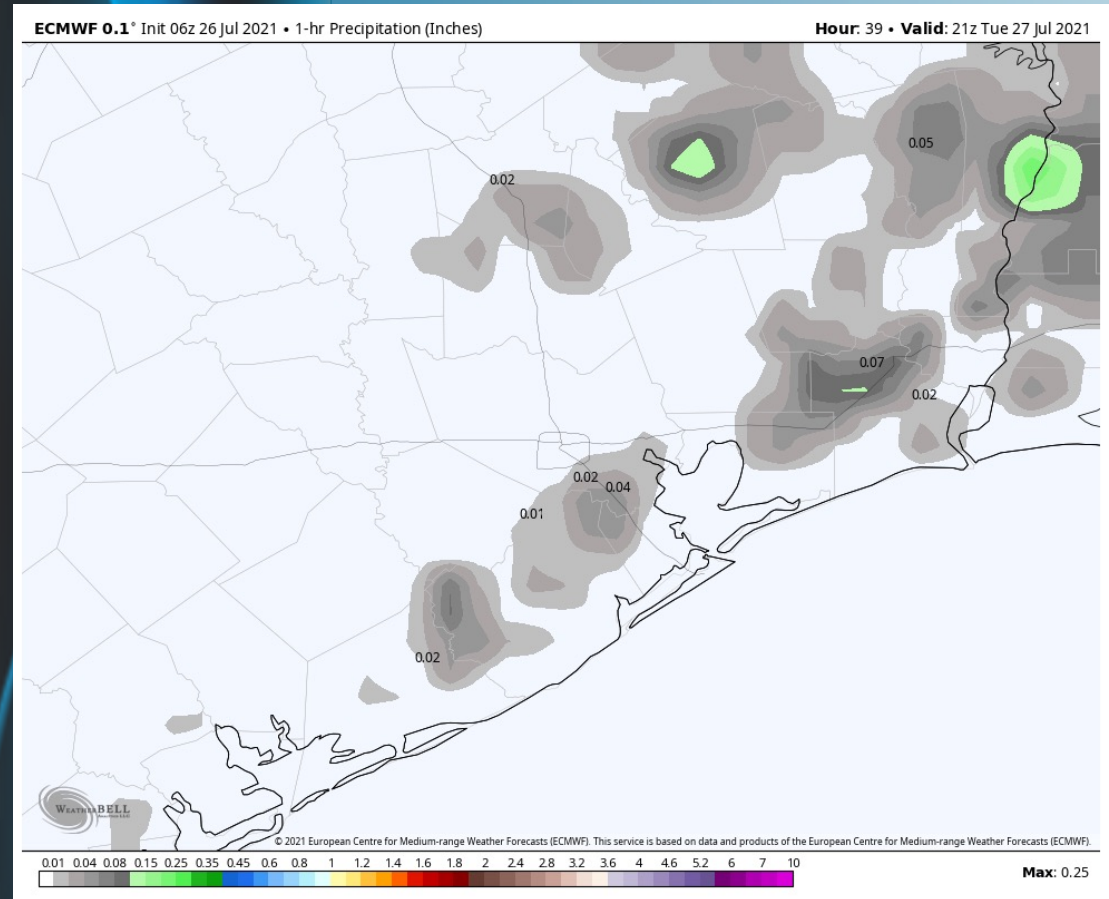 ECMWF 0.1° Init 06z 26 Jul 2021 • 1-hr Precipitation (Inches)
Hour: 39 • Valid: 21z Tue 27 Jul 2021
0.05
0.02
0.07
0.02
0.02
0.04
0.01
0.02
WEATHERBELL
© 2021 European Centre for Medium-range Weather Forecasts (ECMWF). This service is based on data and products of the European Centre for Medium-range Weather Forecasts (ECMWF).
0.01 0.04 0.08 0.15 0.25 0.35 0.45 0.6 0.8 1 1.2 1.4 1.6 1.8 2 2.4 2.8 3.2 3.6 4 4.6 5.2 6 7 10
Max: 0.25